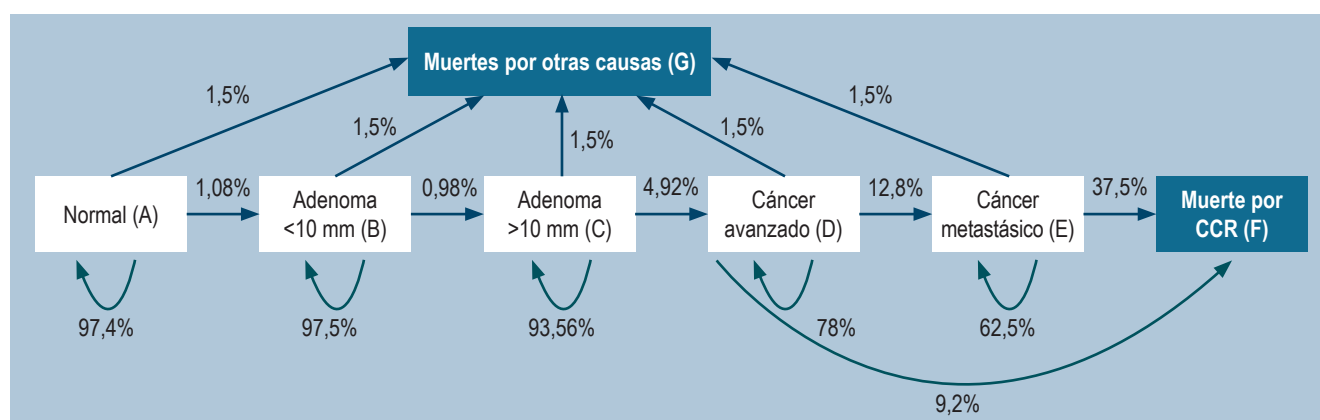 Muertes por otras causas (G)
1,5%
1,5%
1,5%
1,5%
1,5%
Normal (A)
1,08%
Adenoma
<10 mm (B)
0,98%
Adenoma
>10 mm (C)
4,92%
Cáncer
avanzado (D)
12,8%
Cáncer
metastásico (E)
37,5%
Muerte por
CCR (F)
97,4%
97,5%
93,56%
78%
62,5%
9,2%